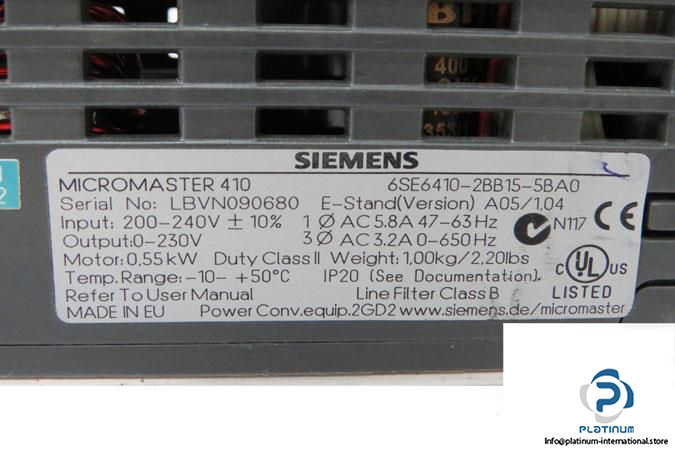 400
353
SIEMENS
MICROMASTER 410 6SE6410-2BB15-5BA0
Serial No: LBVN090680 E-Stand(Version) A05/1.04
Input: 200-240V ± 10% 1 Ø AC 5.8A 47-63 Hz
N117 CE
Output:0-230V 3 Ø AC 3.2A 0-650 Hz
Motor: 0,55 kW Duty Class II Weight: 1,00kg/2,20lbs
Temp. Range: -10- +50°C IP20 (See Documentation)
C UL US
Refer To User Manual Line Filter Class B
LISTED
MADE IN EU Power Conv.equip.2GD2 www.siemens.de/micromaster
2
PLATINUM
Info@platinum-international.store